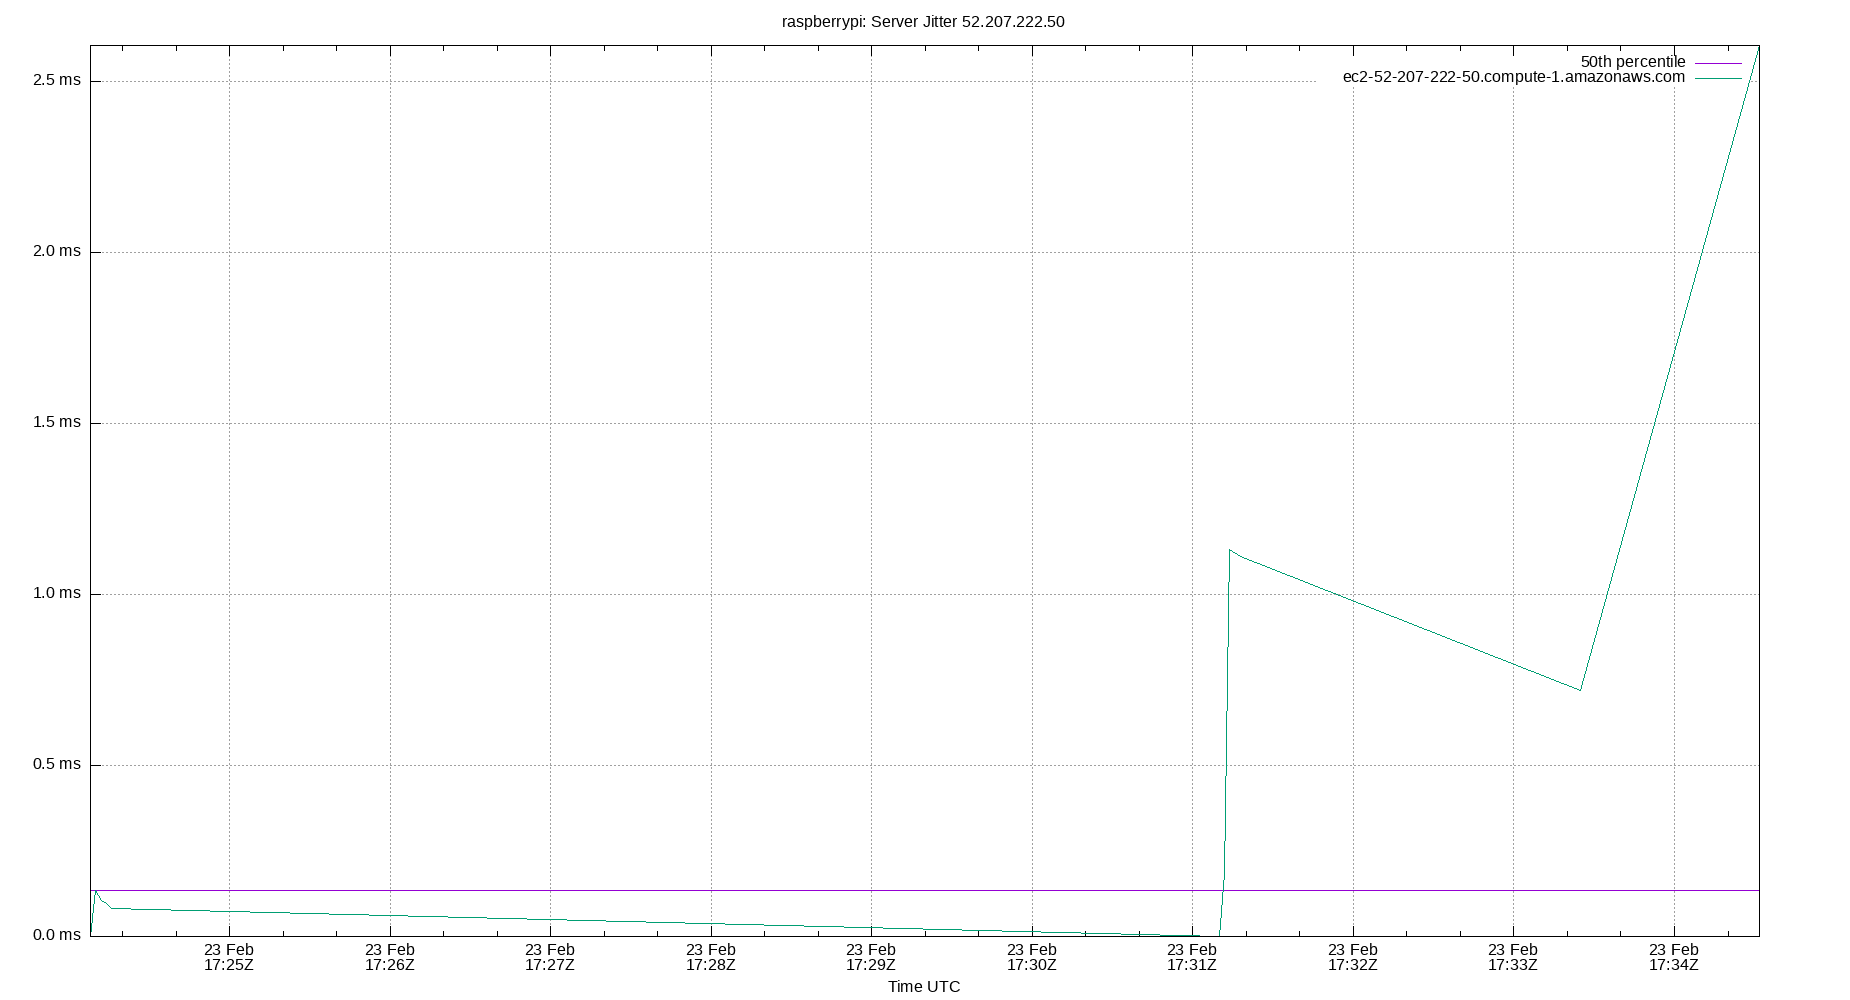 raspberrypi: Server Jitter 52.207.222.50
50th percentile
ec2-52-207-222-50.compute-1.amazonaws.com
2.5 ms
2.0 ms
1.5 ms
1.0 ms
0.5 ms
0.0 ms
23 Feb 23 Feb 23 Feb 23 Feb 23 Feb 23 Feb 23 Feb 23 Feb 23 Feb 23 Feb
17:25Z 17:26Z 17:27Z 17:28Z 17:29Z 17:30Z 17:31Z 17:32Z 17:33Z 17:34Z
Time UTC